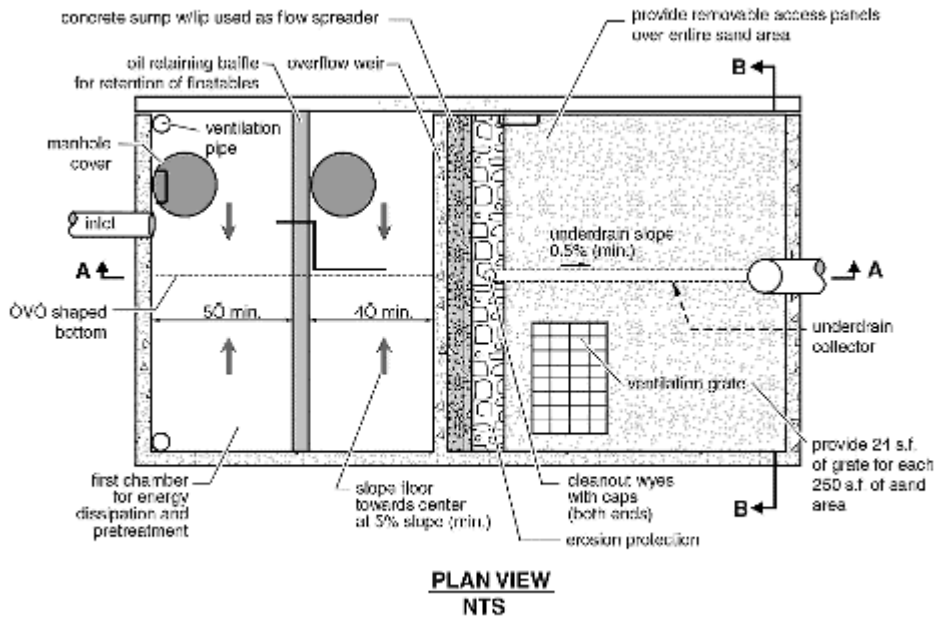 concrete sump w/lip used as flow spreader
provide removable access panels
over entire sand area
oil retaining baffle
for retention of floatables
overflow weir
B
ventilation
pipe
manhole
cover
inlet
underdrain slope
0.5% (min.)
A
A
ÒVÓ shaped
bottom
5Õ min.
4Õ min.
underdrain
collector
ventilation grate
provide 24 s.f.
of grate for each
250 s.f. of sand
area
first chamber
for energy
dissipation and
pretreatment
slope floor
towards center
at 5% slope (min.)
cleanout wyes
with caps
(both ends)
B
erosion protection
PLAN VIEW
NTS